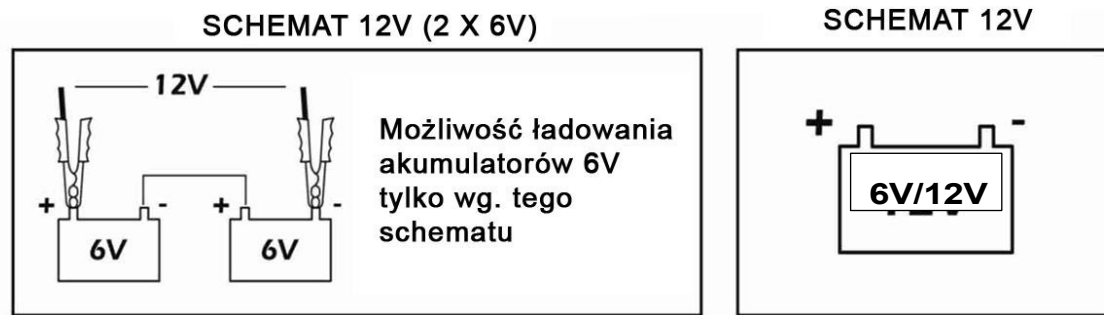 SCHEMAT 12V (2 X 6V)
12V
+ - + -
6V 6V
Możliwość ładowania
akumulatorów 6V
tylko wg. tego
schematu
SCHEMAT 12V
+ -
6V/12V